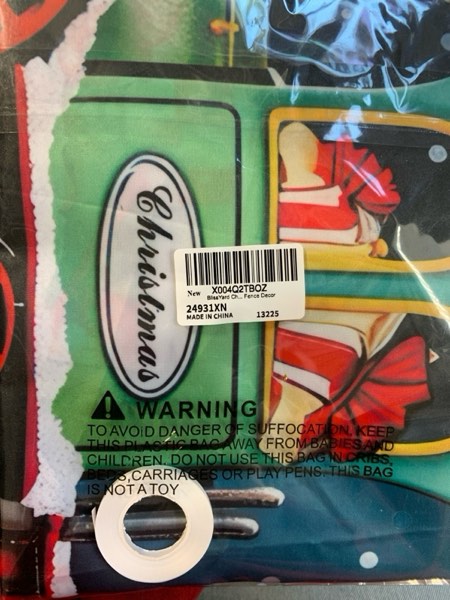 Christmas
New X004Q2TBOZ
BlissYard Ch... Fence Decor
24931XN
MADE IN CHINA 13225
WARNING
TO AVOiD DANGER OF SUFFOCATION, KEEP
THIS PLASTIC BAG AWAY FROM BABIES AND
CHILDREN. DO NOT USE THIS BAG IN CRIBS,
BEDS,CARRIAGES OR PLAY PENS. THIS BAG
IS NOT A TOY